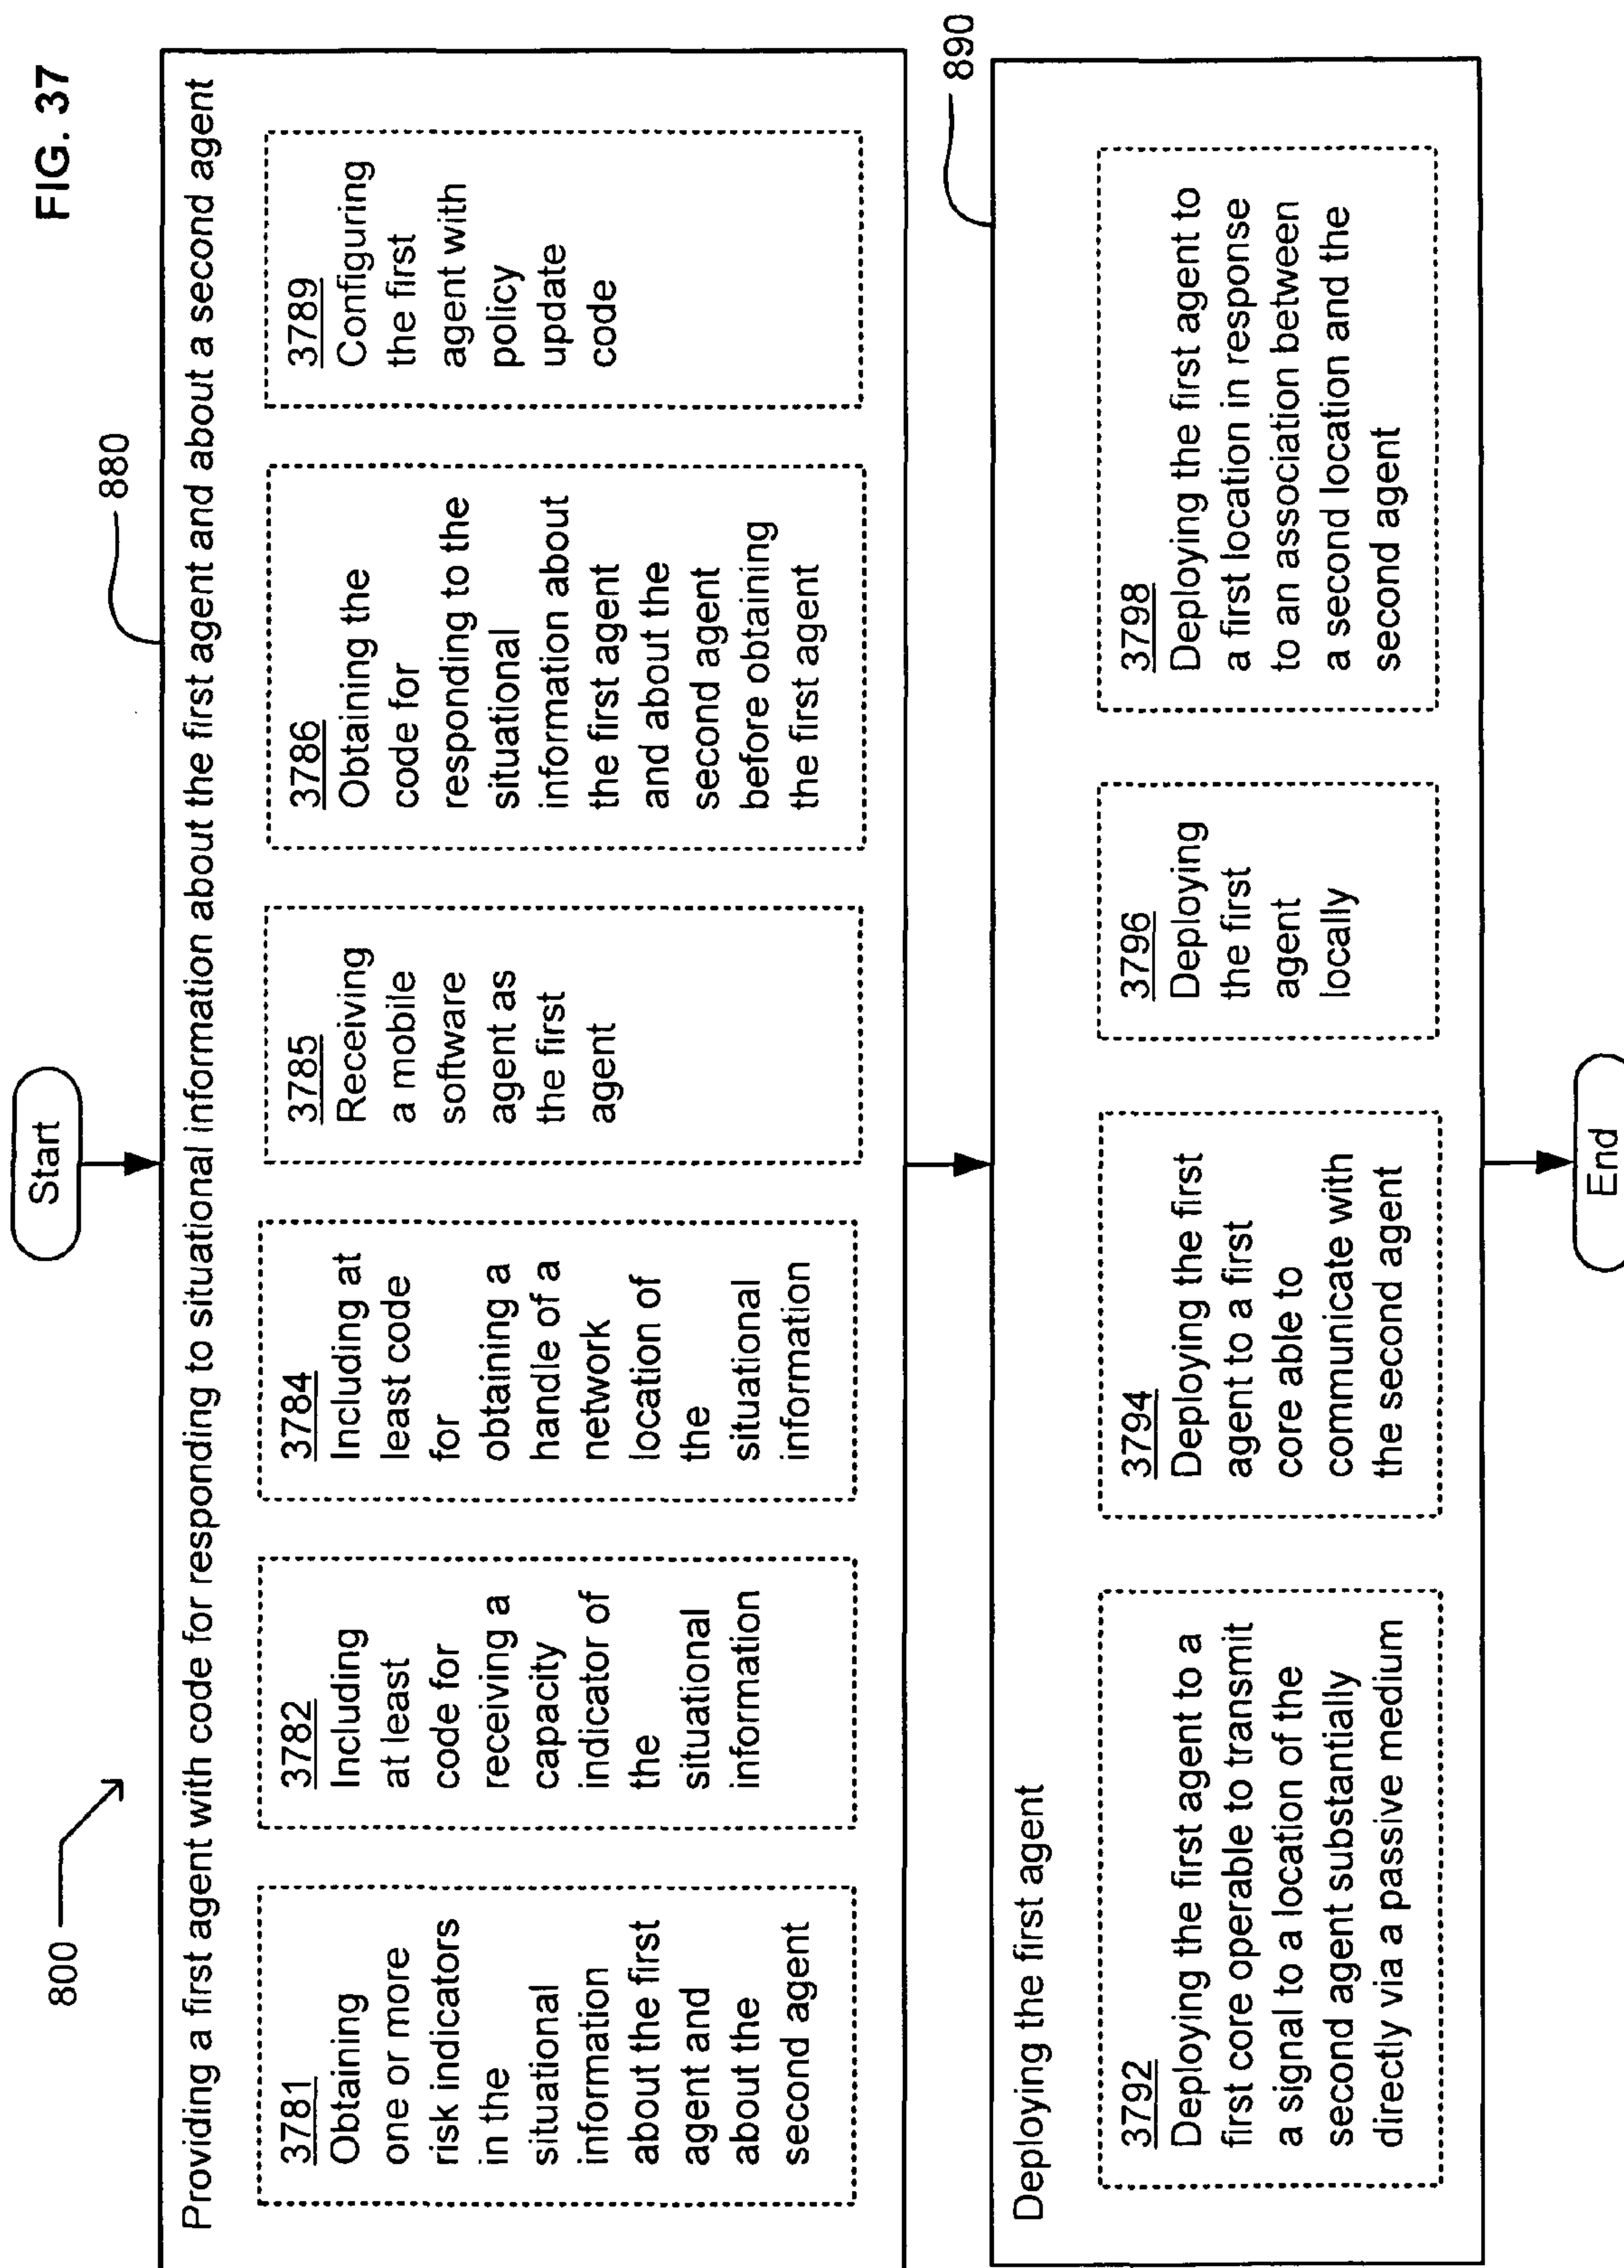 FIG. 37
Start
800
880
Providing a first agent with code for responding to situational information about the first agent and about a second agent
3781
Obtaining
one or more
risk indicators
in the
situational
information
about the first
agent and
about the
second agent
3782
Including
at least
code for
receiving a
capacity
indicator of
the
situational
information
3784
Including at
least code
for
obtaining a
handle of a
network
location of
the
situational
information
3785
Receiving
a mobile
software
agent as
the first
agent
3786
Obtaining the
code for
responding to the
situational
information about
the first agent
and about the
second agent
before obtaining
the first agent
3789
Configuring
the first
agent with
policy
update
code
890
Deploying the first agent
3792
Deploying the first agent to a
first core operable to transmit
a signal to a location of the
second agent substantially
directly via a passive medium
3794
Deploying the first
agent to a first
core able to
communicate with
the second agent
3796
Deploying
the first
agent
locally
3798
Deploying the first agent to
a first location in response
to an association between
a second location and the
second agent
End